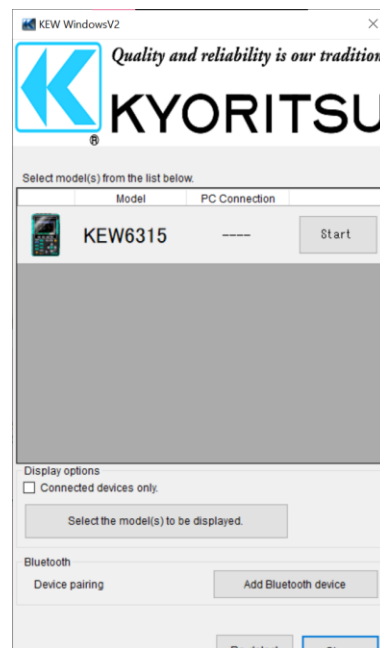 KEW WindowsV2
Quality and reliability is our tradition
KYORITSU
®
Select model(s) from the list below.
Model PC Connection
KEW6315 ---- Start
Display options
Connected devices only.
Select the model(s) to be displayed.
Bluetooth
Device pairing Add Bluetooth device